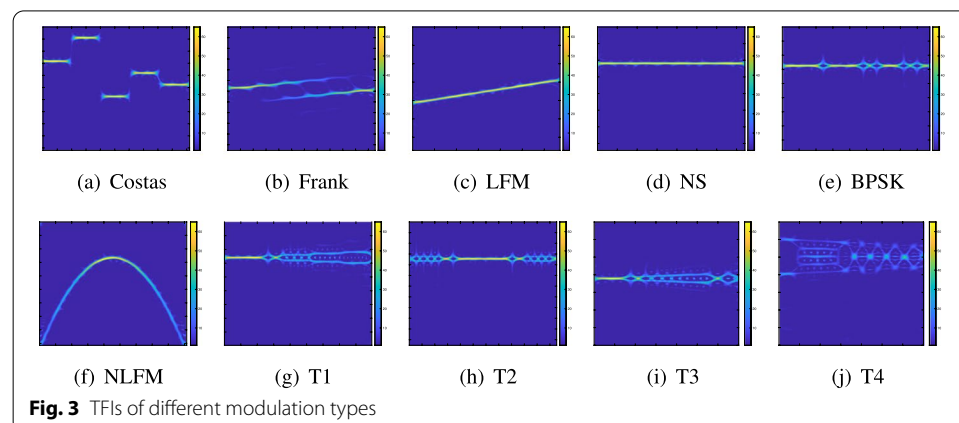 (a) Costas (b) Frank (c) LFM (d) NS (e) BPSK
(f) NLFM (g) T1 (h) T2 (i) T3 (j) T4
Fig. 3 TFIs of different modulation types